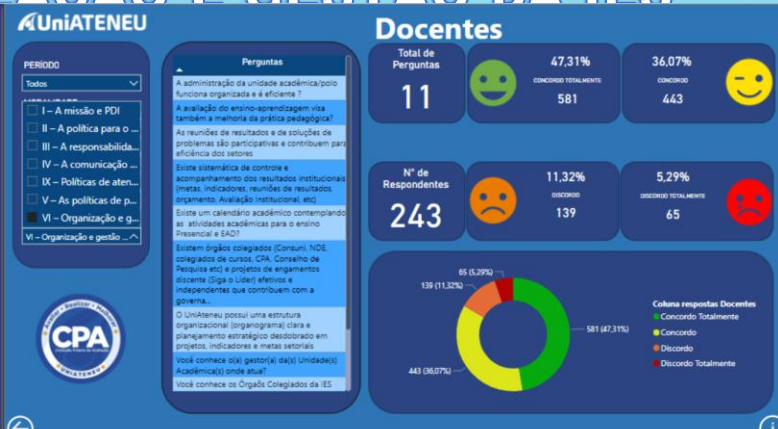 UniATENEU
Docentes
PERÍODO
Todos
I – A missão e PDI
II – A política para o ...
III – A responsabilida...
IV – A comunicação ...
IX – Políticas de aten...
V – As políticas de p...
VI – Organização e g...
VI – Organização e gestão ...
CPA
Perguntas
A administração da unidade acadêmica/polo
funciona organizada e é eficiente ?
A avaliação do ensino-aprendizagem visa
também a melhoria da prática pedagógica?
As reuniões de resultados e de soluções de
problemas são participativas e contribuem para
eficiência dos setores
Existe sistemática de controle e
acompanhamento dos resultados institucionais
(metas, indicadores, reuniões de resultados,
orçamento, Avaliação Institucional, etc)
Existe um calendário acadêmico contemplando
as atividades acadêmicas para o ensino
Presencial e EAD?
Existem órgãos colegiados (Consuni, NDE,
colegiados de cursos, CPA, Conselho de
Pesquisa etc) e projetos de engamentos
discente (Siga o Líder) efetivos e
independentes que contribuem com a
governa...
O UniAteneu possui uma estrutura
organizacional (organograma) clara e
planejamento estratégico desdobrado em
projetos, indicadores e metas setoriais
Você conhece o(a) gestor(a) da(s) Unidade(s)
Acadêmica(s) onde atua?
Você conhece os Órgaõs Colegiados da IES
Total de
Perguntas
11
47,31%
CONCORDO TOTALMENTE
581
36,07%
CONCORDO
443
N° de
Respondentes
243
11,32%
DISCORDO
139
5,29%
DISCORDO TOTALMENTE
65
65 (5,29%)
139 (11,32%)
581 (47,31%)
443 (36,07%)
Coluna respostas Docentes
Concordo Totalmente
Concordo
Discordo
Discordo Totalmente